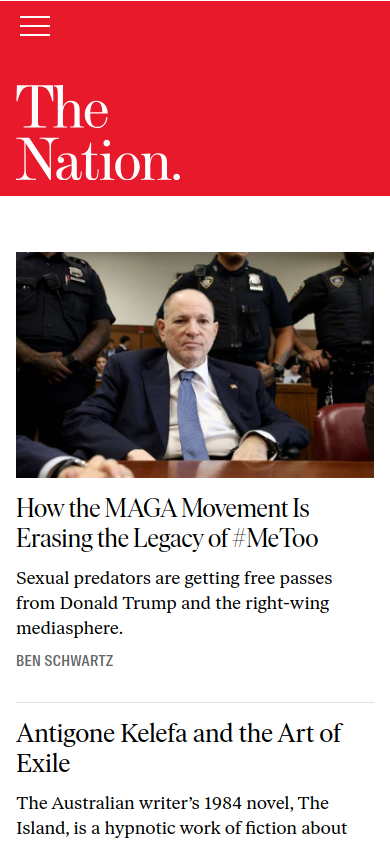 The
Nation.
How the MAGA Movement Is
Erasing the Legacy of #MeToo
Sexual predators are getting free passes
from Donald Trump and the right-wing
mediasphere.
BEN SCHWARTZ
Antigone Kelefa and the Art of
Exile
The Australian writer’s 1984 novel, The
Island, is a hypnotic work of fiction about